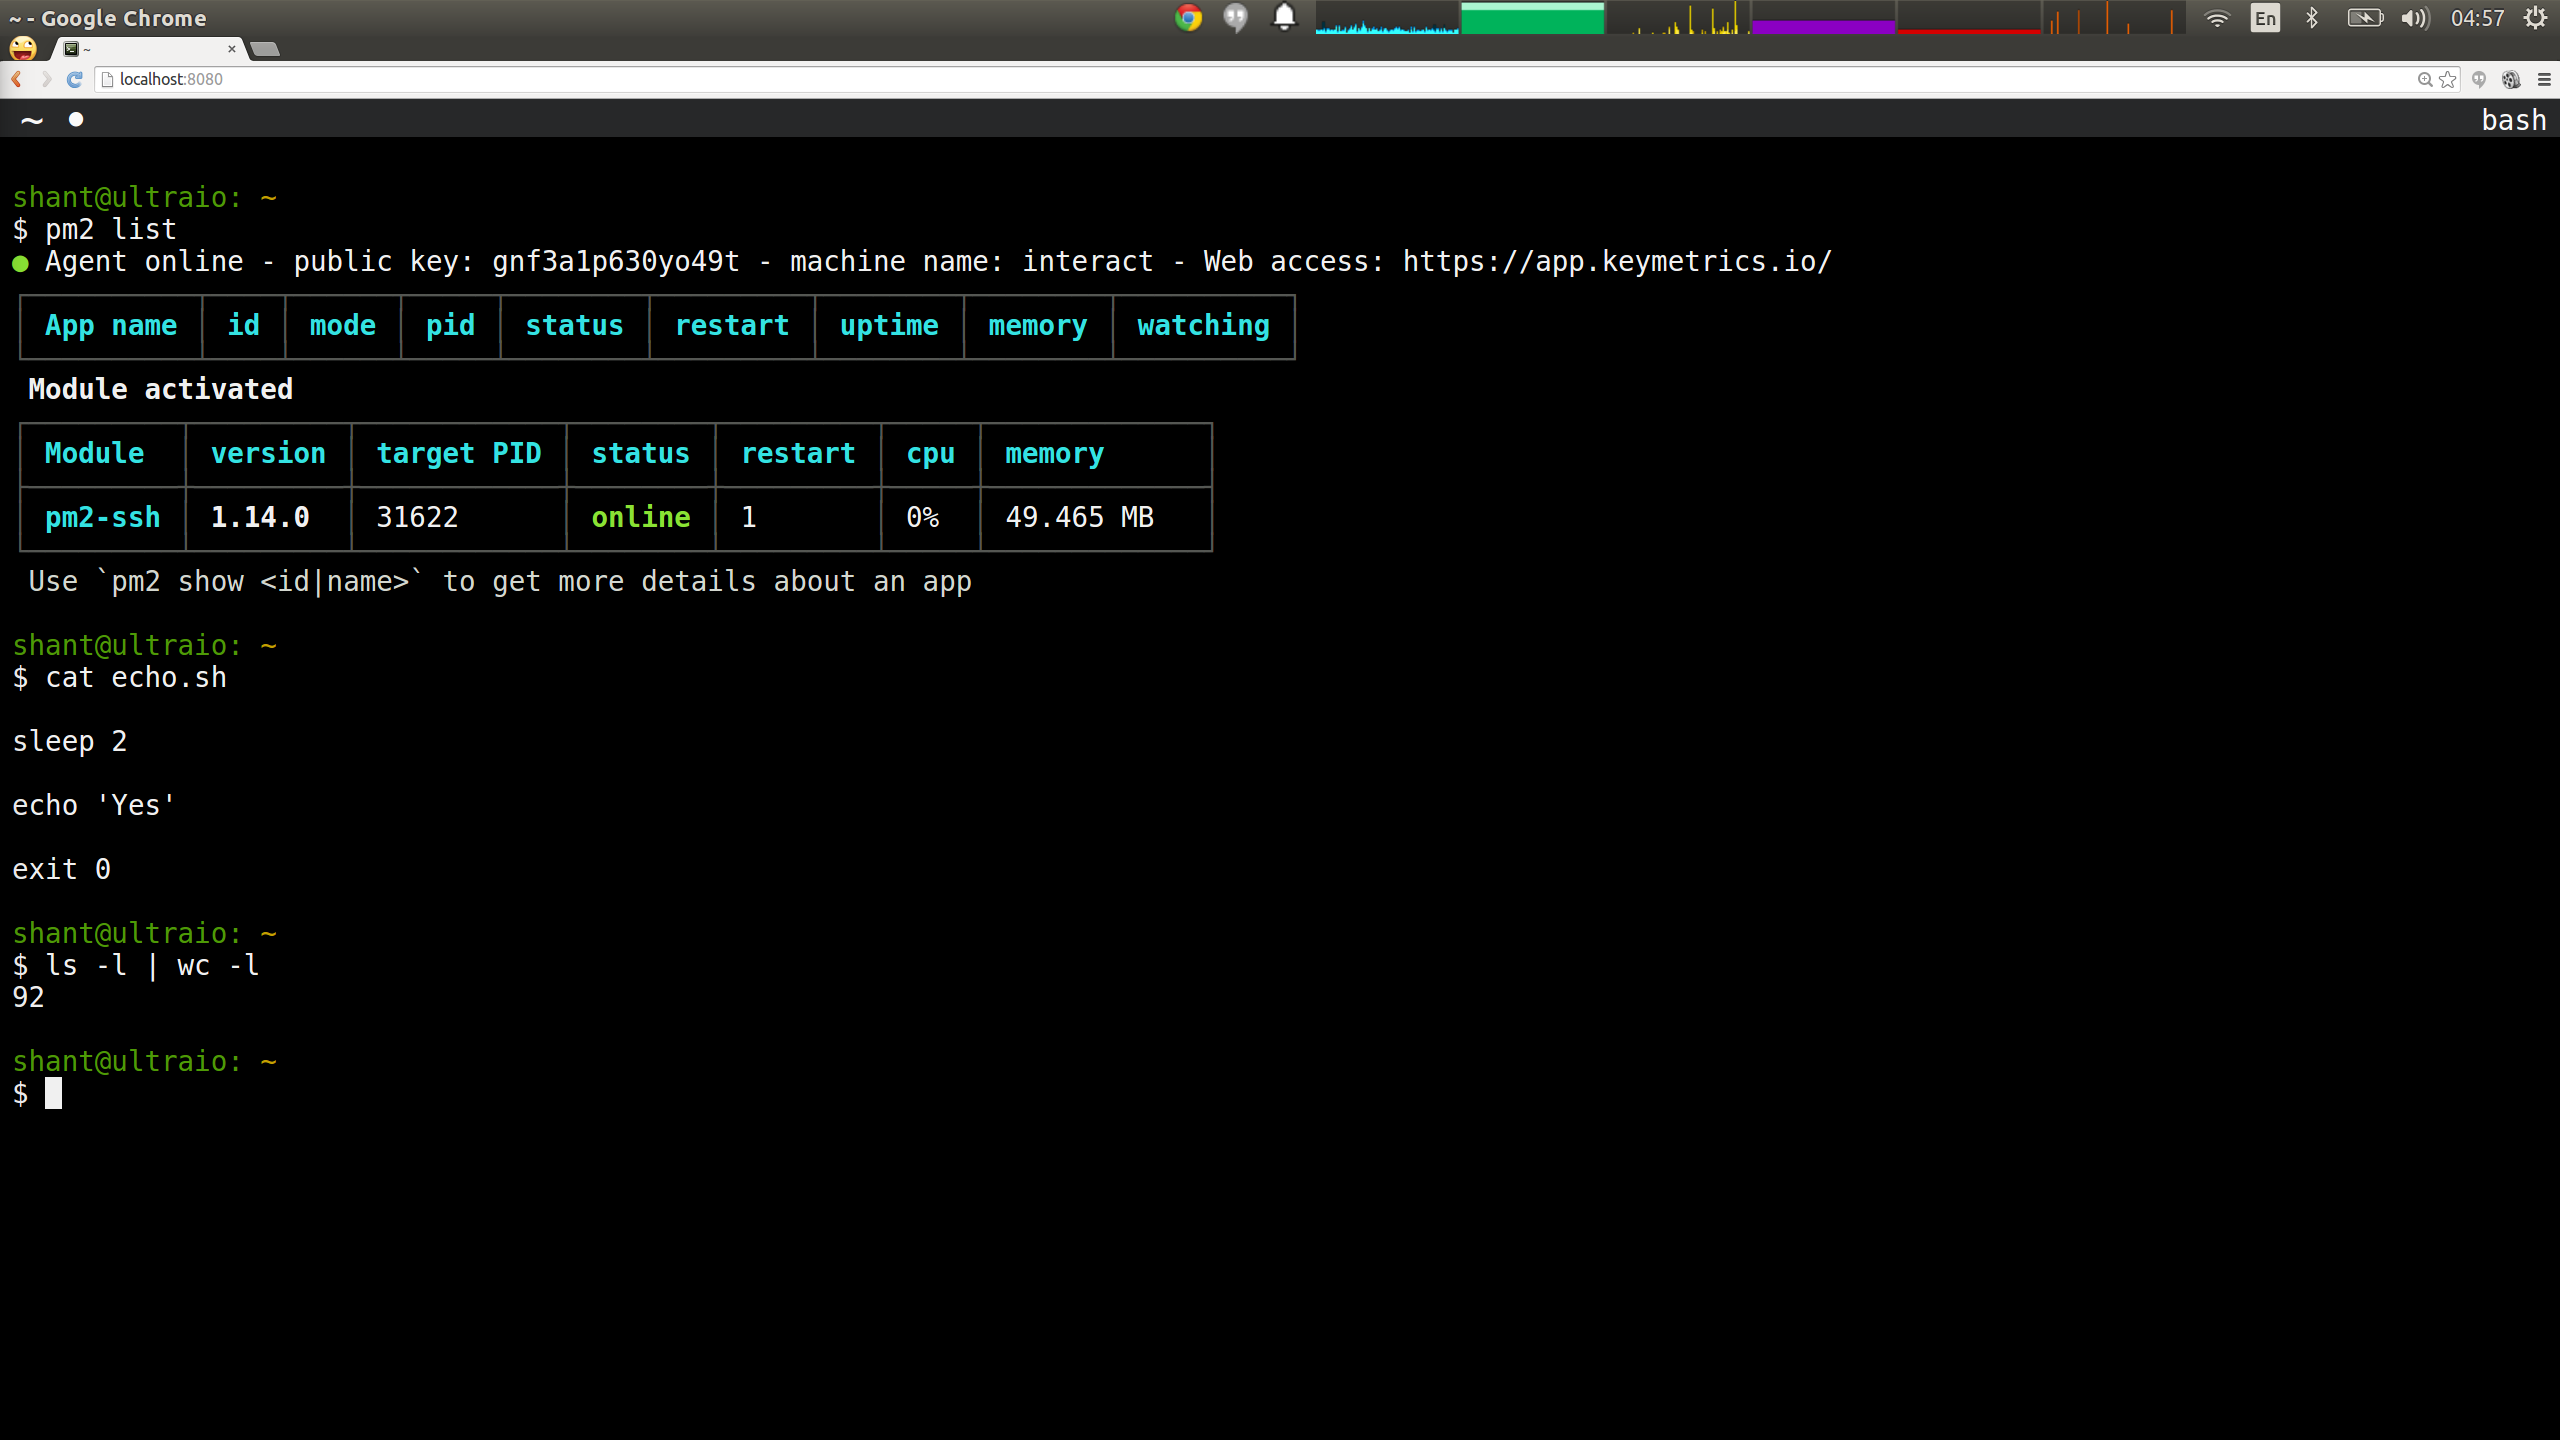 ~ - Google Chrome
En
04:57
~
localhost:8080
~ ●
bash
shant@ultraio: ~
$ pm2 list
● Agent online - public key: gnf3a1p630yo49t - machine name: interact - Web access: https://app.keymetrics.io/
App name id mode pid status restart uptime memory watching
Module activated
Module version target PID status restart cpu memory
pm2-ssh 1.14.0 31622 online 1 0% 49.465 MB
Use `pm2 show <id|name>` to get more details about an app
shant@ultraio: ~
$ cat echo.sh
sleep 2
echo 'Yes'
exit 0
shant@ultraio: ~
$ ls -l | wc -l
92
shant@ultraio: ~
$